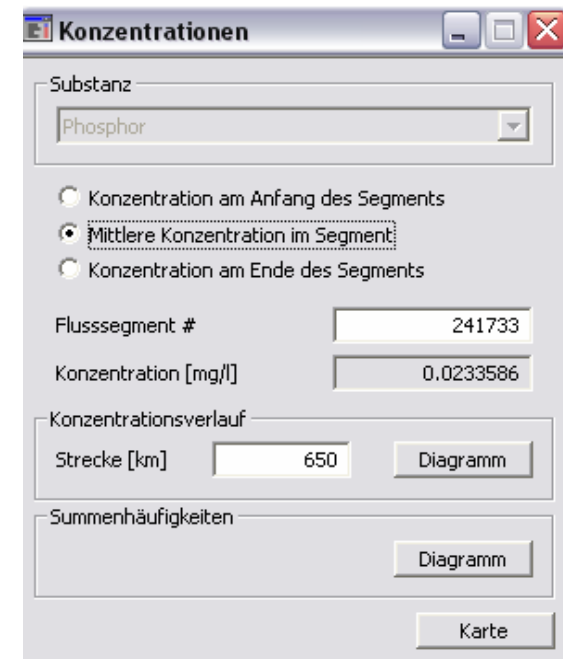 Konzentrationen
Substanz
Phosphor
Konzentration am Anfang des Segments
Mittlere Konzentration im Segment
Konzentration am Ende des Segments
Flusssegment # 241733
Konzentration [mg/l] 0.0233586
Konzentrationsverlauf
Strecke [km] 650 Diagramm
Summenhäufigkeiten
Diagramm
Karte